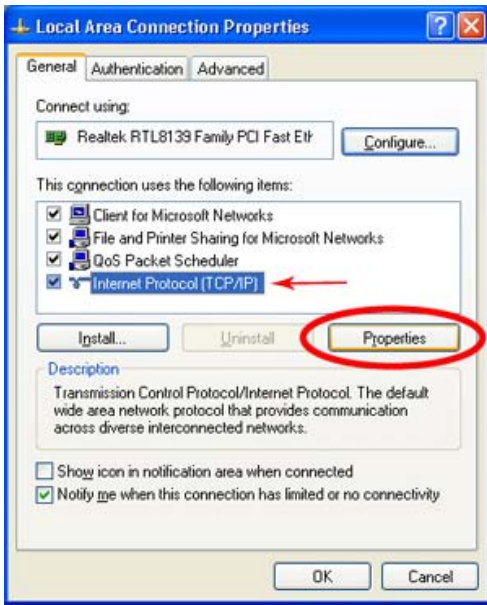 Local Area Connection Properties
General Authentication Advanced
Connect using:
Realtek RTL8139 Family PCI Fast Eth Configure...
This connection uses the following items:
Client for Microsoft Networks
File and Printer Sharing for Microsoft Networks
QoS Packet Scheduler
Internet Protocol (TCP/IP)
Install... Uninstall Properties
Description
Transmission Control Protocol/Internet Protocol. The default
wide area network protocol that provides communication
across diverse interconnected networks.
Show icon in notification area when connected
Notify me when this connection has limited or no connectivity
OK Cancel